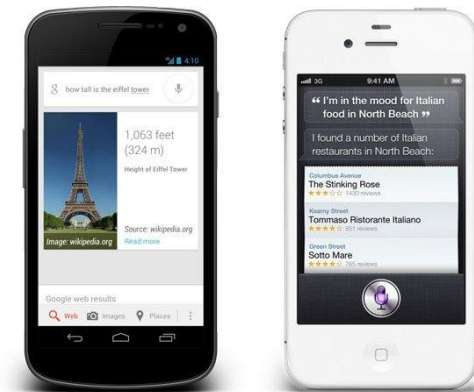 4:10
g how tall is the eiffel tower
1,063 feet
(324 m)
Height of Eiffel Tower
Source: wikipedia.org
Read more
Image: wikipedia.org
Google web results
Web Images Places
3G 9:41 AM
“ I’m in the mood for Italian
food in North Beach ”
I found a number of Italian
restaurants in North Beach:
Columbus Avenue
The Stinking Rose
1430 reviews
Kearny Street
Tommaso Ristorante Italiano
851 reviews
Green Street
Sotto Mare
765 reviews